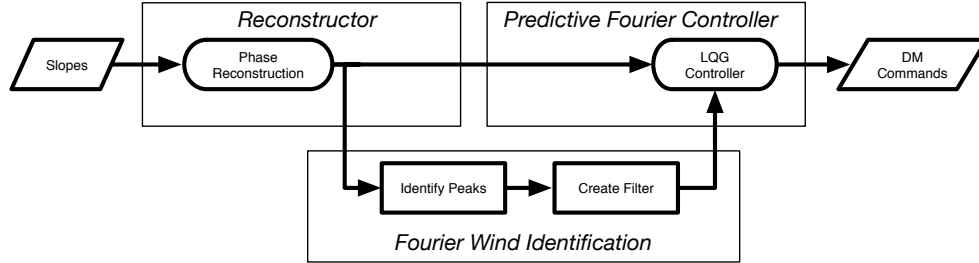 Reconstructor
Predictive Fourier Controller
Slopes
Phase
Reconstruction
LQG
Controller
DM
Commands
Identify Peaks
Create Filter
Fourier Wind Identification